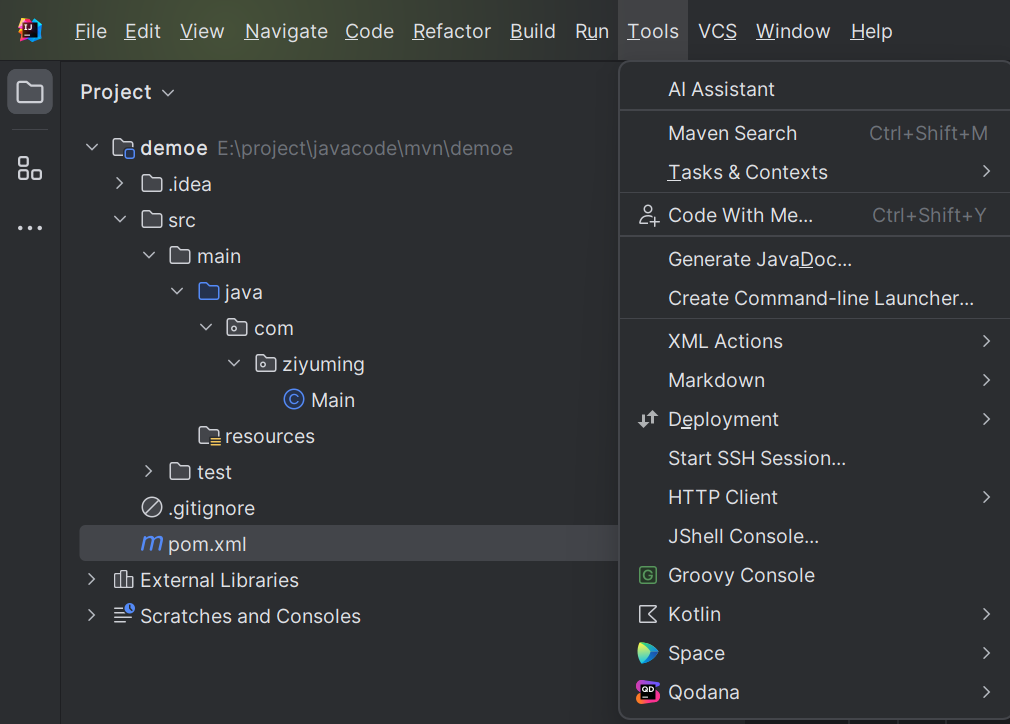 File Edit View Navigate Code Refactor Build Run Tools VCS Window Help
Project
demoe E:\project\javacode\mvn\demoe
.idea
src
main
java
com
ziyuming
Main
resources
test
.gitignore
pom.xml
External Libraries
Scratches and Consoles
AI Assistant
Maven Search Ctrl+Shift+M
Tasks & Contexts
Code With Me... Ctrl+Shift+Y
Generate JavaDoc...
Create Command-line Launcher...
XML Actions
Markdown
Deployment
Start SSH Session...
HTTP Client
JShell Console...
Groovy Console
Kotlin
Space
Qodana